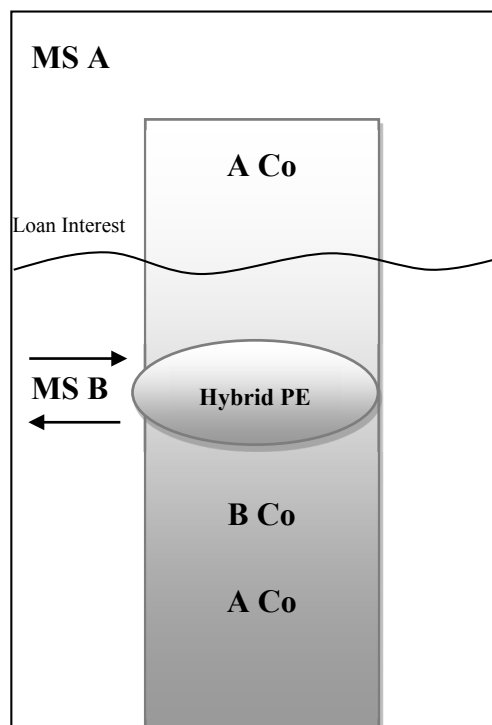 MS A
A Co
Loan Interest
MS B
Hybrid PE
B Co
A Co